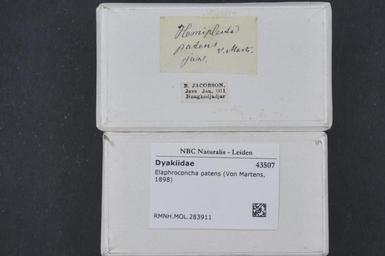 Hemiplecta
patens v. Mart.
juv.
E. JACOBSON.
Java Jan. 1911
Nongkodjadjar
NBC Naturalis - Leiden
Dyakiidae 43507
Elaphroconcha patens (Von Martens,
1898)
RMNH.MOL.283911